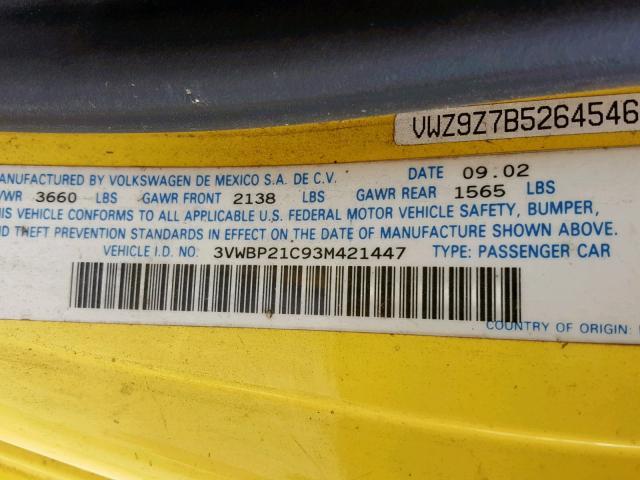 VWZ9Z7B5264546
MANUFACTURED BY VOLKSWAGEN DE MEXICO S.A. DE C.V. DATE 09.02
VWR 3660 LBS GAWR FRONT 2138 LBS GAWR REAR 1565 LBS
THIS VEHICLE CONFORMS TO ALL APPLICABLE U.S. FEDERAL MOTOR VEHICLE SAFETY, BUMPER,
AND THEFT PREVENTION STANDARDS IN EFFECT ON THE DATE OF MANUFACTURE SHOWN ABOVE.
VEHICLE I.D. NO. 3VWBP21C93M421447 TYPE: PASSENGER CAR
COUNTRY OF ORIGIN: